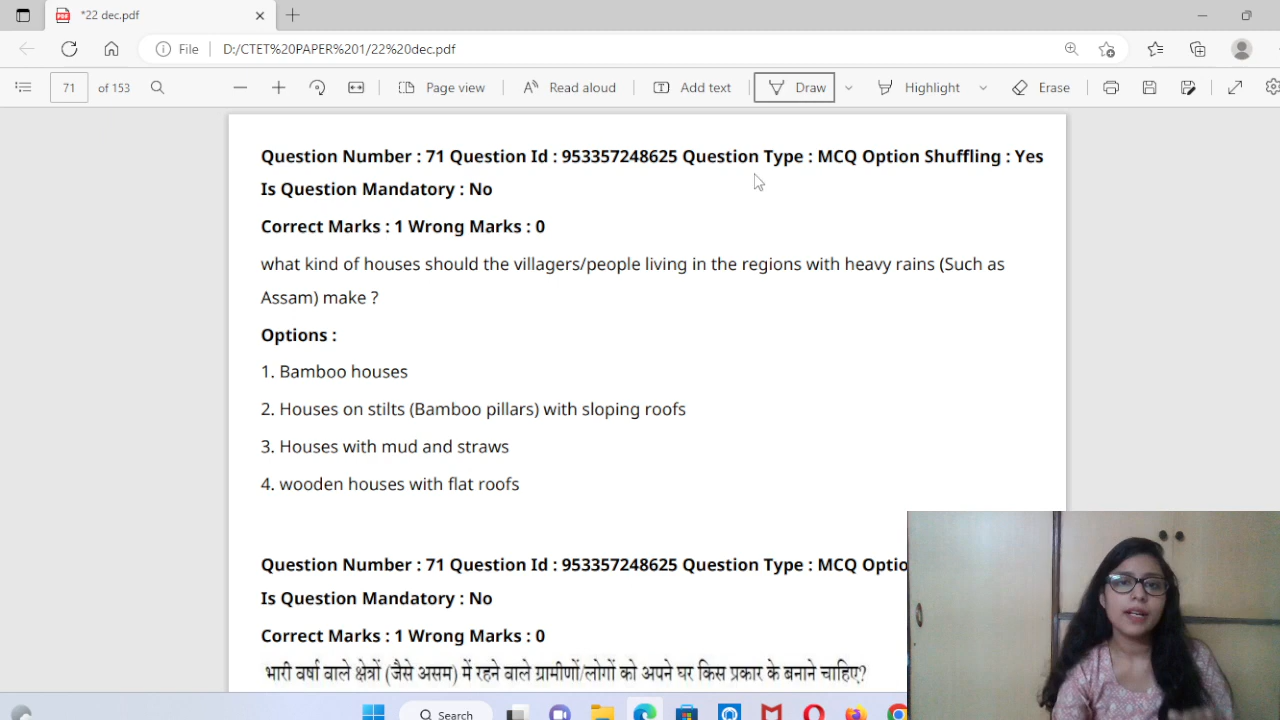 *22 dec.pdf
File D:/CTET%20PAPER%201/22%20dec.pdf
71 of 153 Page view Read aloud Add text Draw Highlight Erase
Question Number : 71 Question Id : 953357248625 Question Type : MCQ Option Shuffling : Yes
Is Question Mandatory : No
Correct Marks : 1 Wrong Marks : 0
what kind of houses should the villagers/people living in the regions with heavy rains (Such as
Assam) make ?
Options :
1. Bamboo houses
2. Houses on stilts (Bamboo pillars) with sloping roofs
3. Houses with mud and straws
4. wooden houses with flat roofs
Question Number : 71 Question Id : 953357248625 Question Type : MCQ Optio
Is Question Mandatory : No
Correct Marks : 1 Wrong Marks : 0
भारी वर्षा वाले क्षेत्रों (जैसे असम) में रहने वाले ग्रामीणों/लोगों को अपने घर किस प्रकार के बनाने चाहिए?
Search